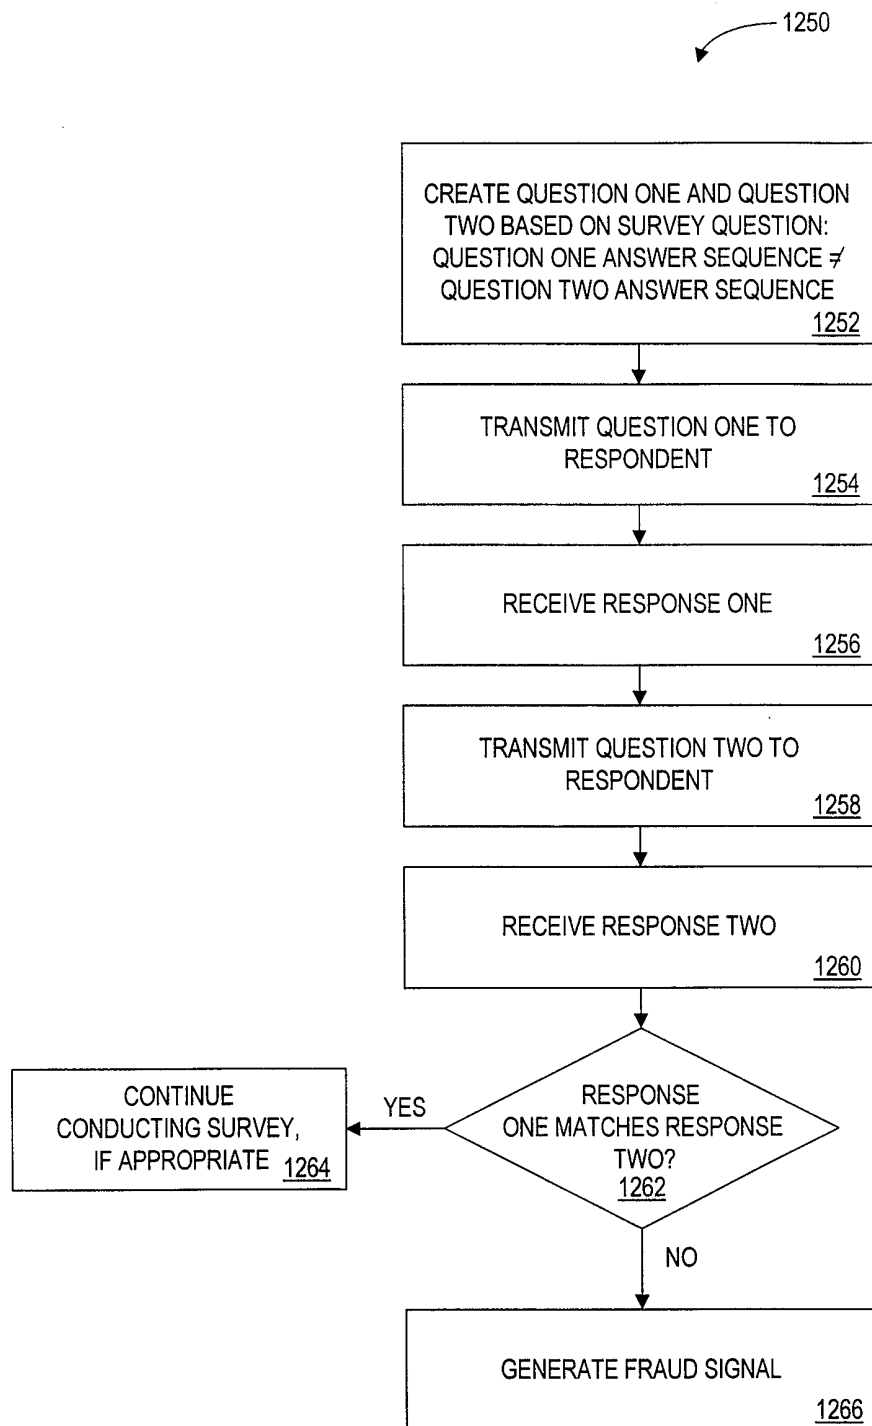 1250
CREATE QUESTION ONE AND QUESTION
TWO BASED ON SURVEY QUESTION:
QUESTION ONE ANSWER SEQUENCE ≠
QUESTION TWO ANSWER SEQUENCE
1252
TRANSMIT QUESTION ONE TO
RESPONDENT
1254
RECEIVE RESPONSE ONE
1256
TRANSMIT QUESTION TWO TO
RESPONDENT
1258
RECEIVE RESPONSE TWO
1260
RESPONSE
ONE MATCHES RESPONSE
TWO?
1262
YES
CONTINUE
CONDUCTING SURVEY,
IF APPROPRIATE 1264
NO
GENERATE FRAUD SIGNAL
1266